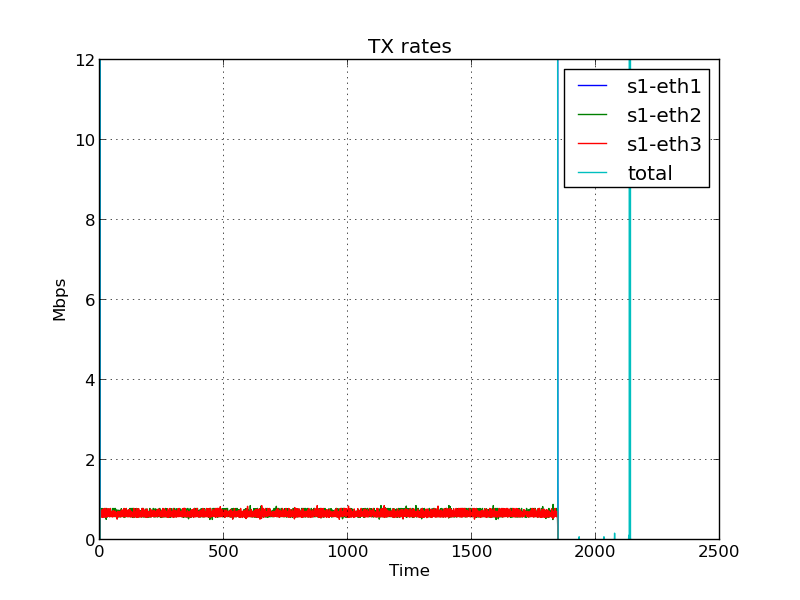 TX rates
12
10
8
6
4
2
0
Mbps
s1-eth1
s1-eth2
s1-eth3
total
0 500 1000 1500 2000 2500
Time